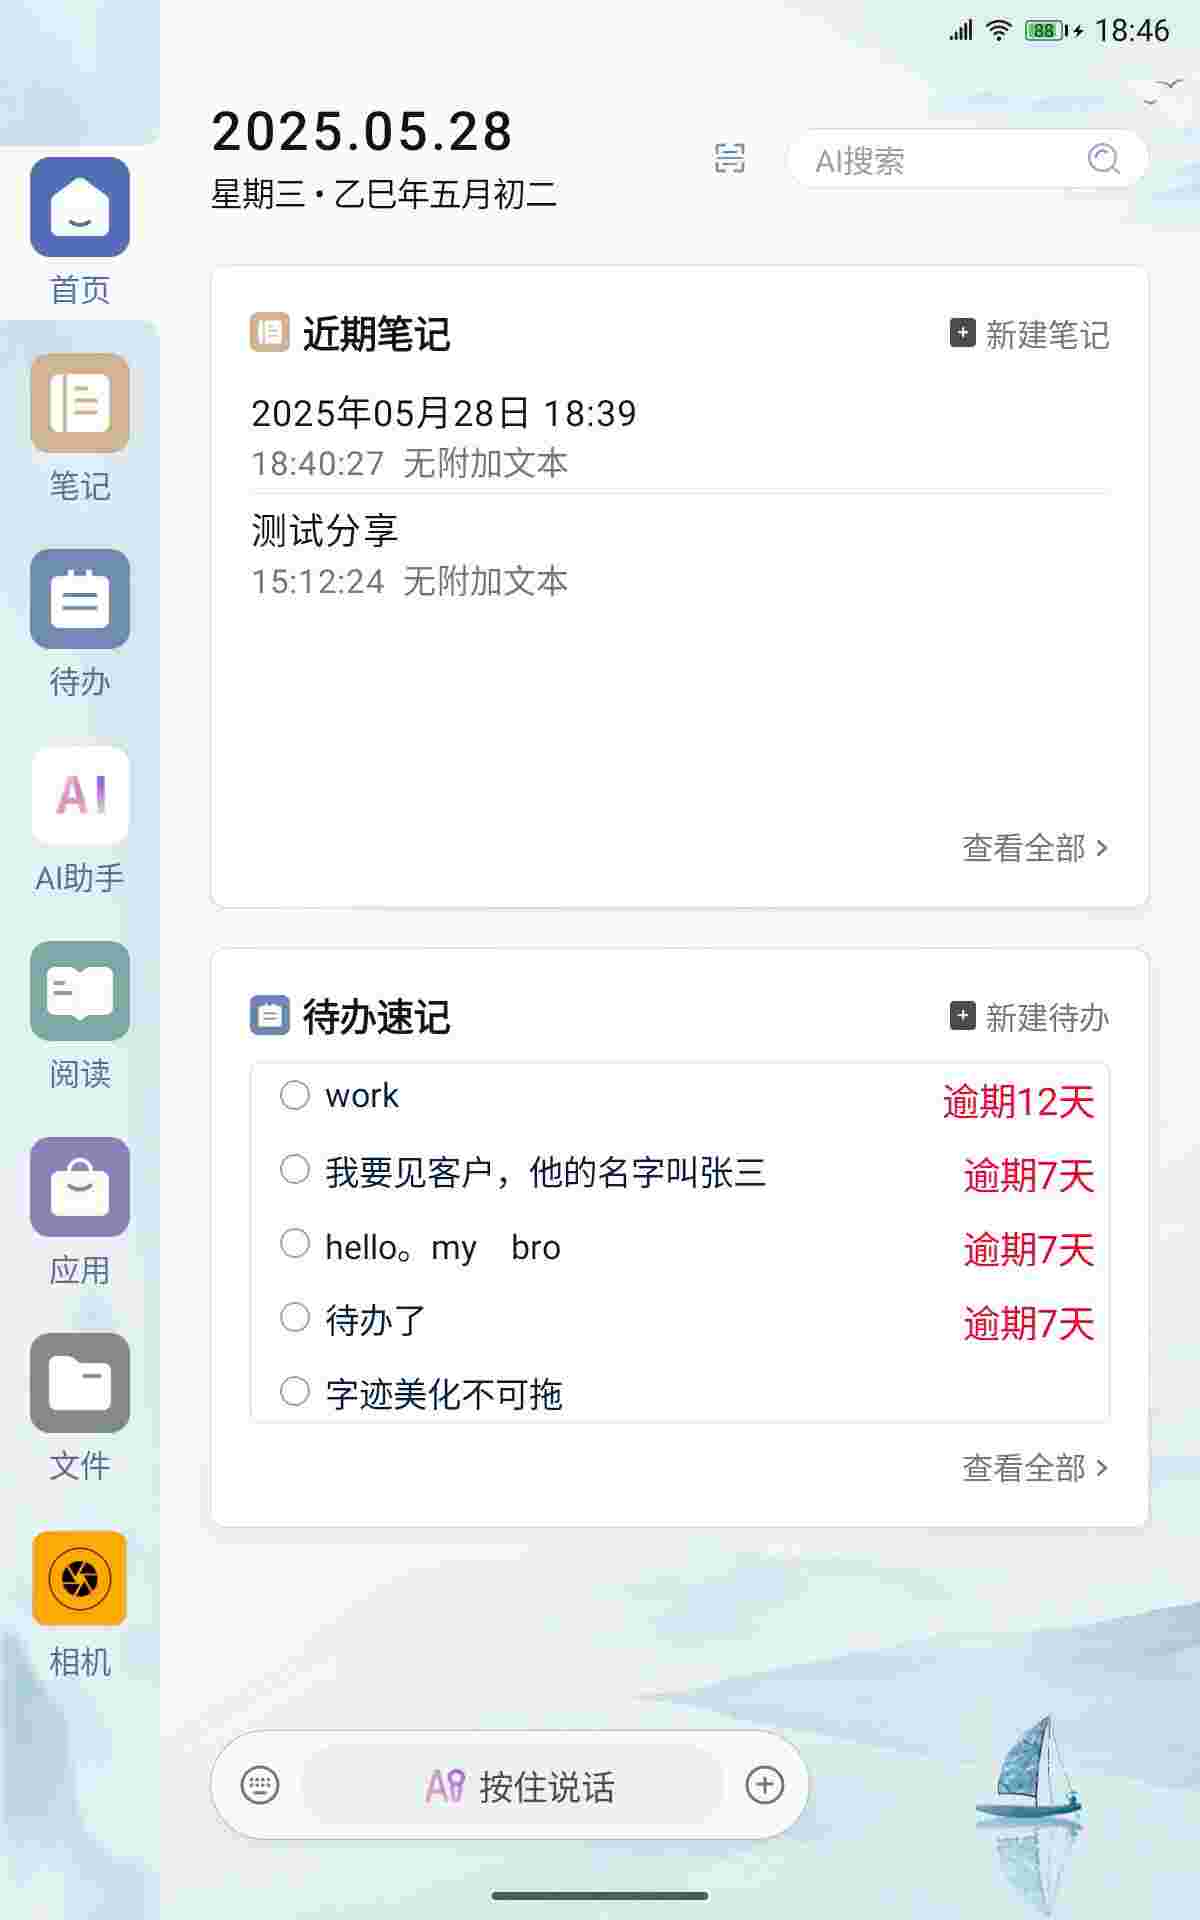 88 18:46
2025.05.28
星期三·乙巳年五月初二
AI搜索
首页
笔记
待办
AI
AI助手
阅读
应用
文件
相机
近期笔记
新建笔记
2025年05月28日 18:39
18:40:27 无附加文本
测试分享
15:12:24 无附加文本
查看全部 >
待办速记
新建待办
work 逾期12天
我要见客户，他的名字叫张三 逾期7天
hello。my bro 逾期7天
待办了 逾期7天
字迹美化不可拖
查看全部 >
AI 按住说话